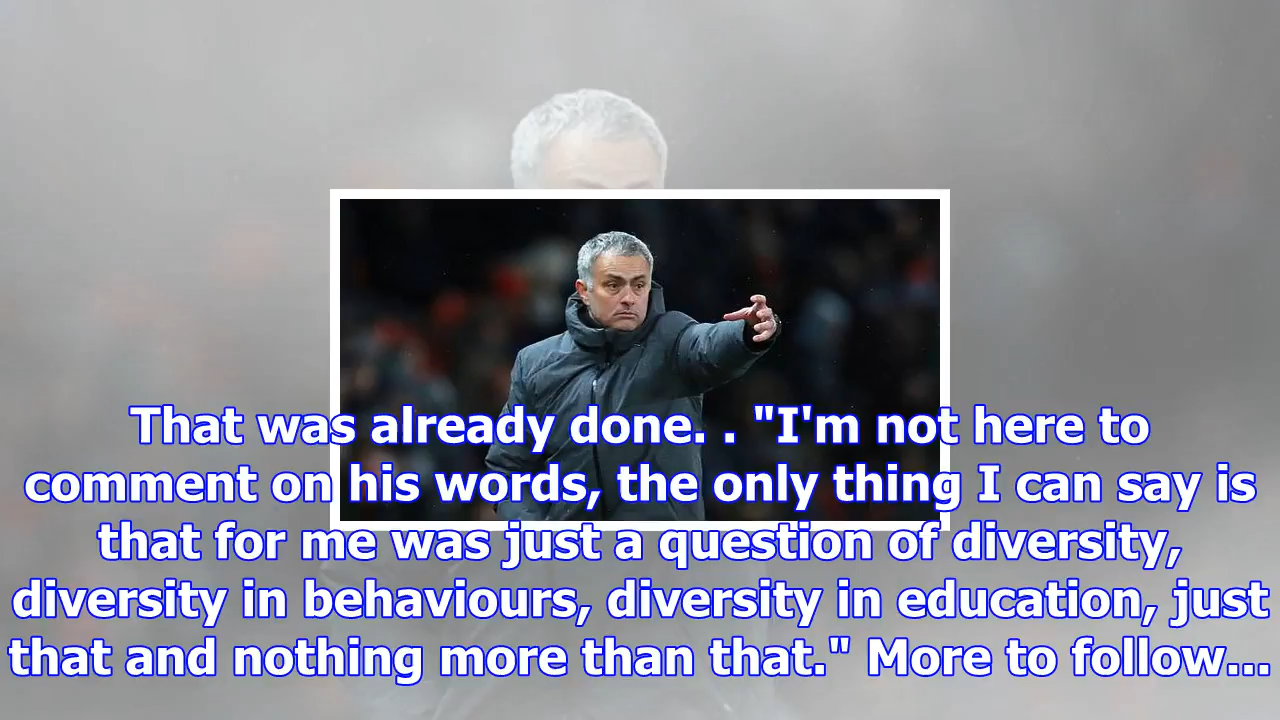 That was already done. . "I'm not here to
comment on his words, the only thing I can say is
that for me was just a question of diversity,
diversity in behaviours, diversity in education, just
that and nothing more than that." More to follow...